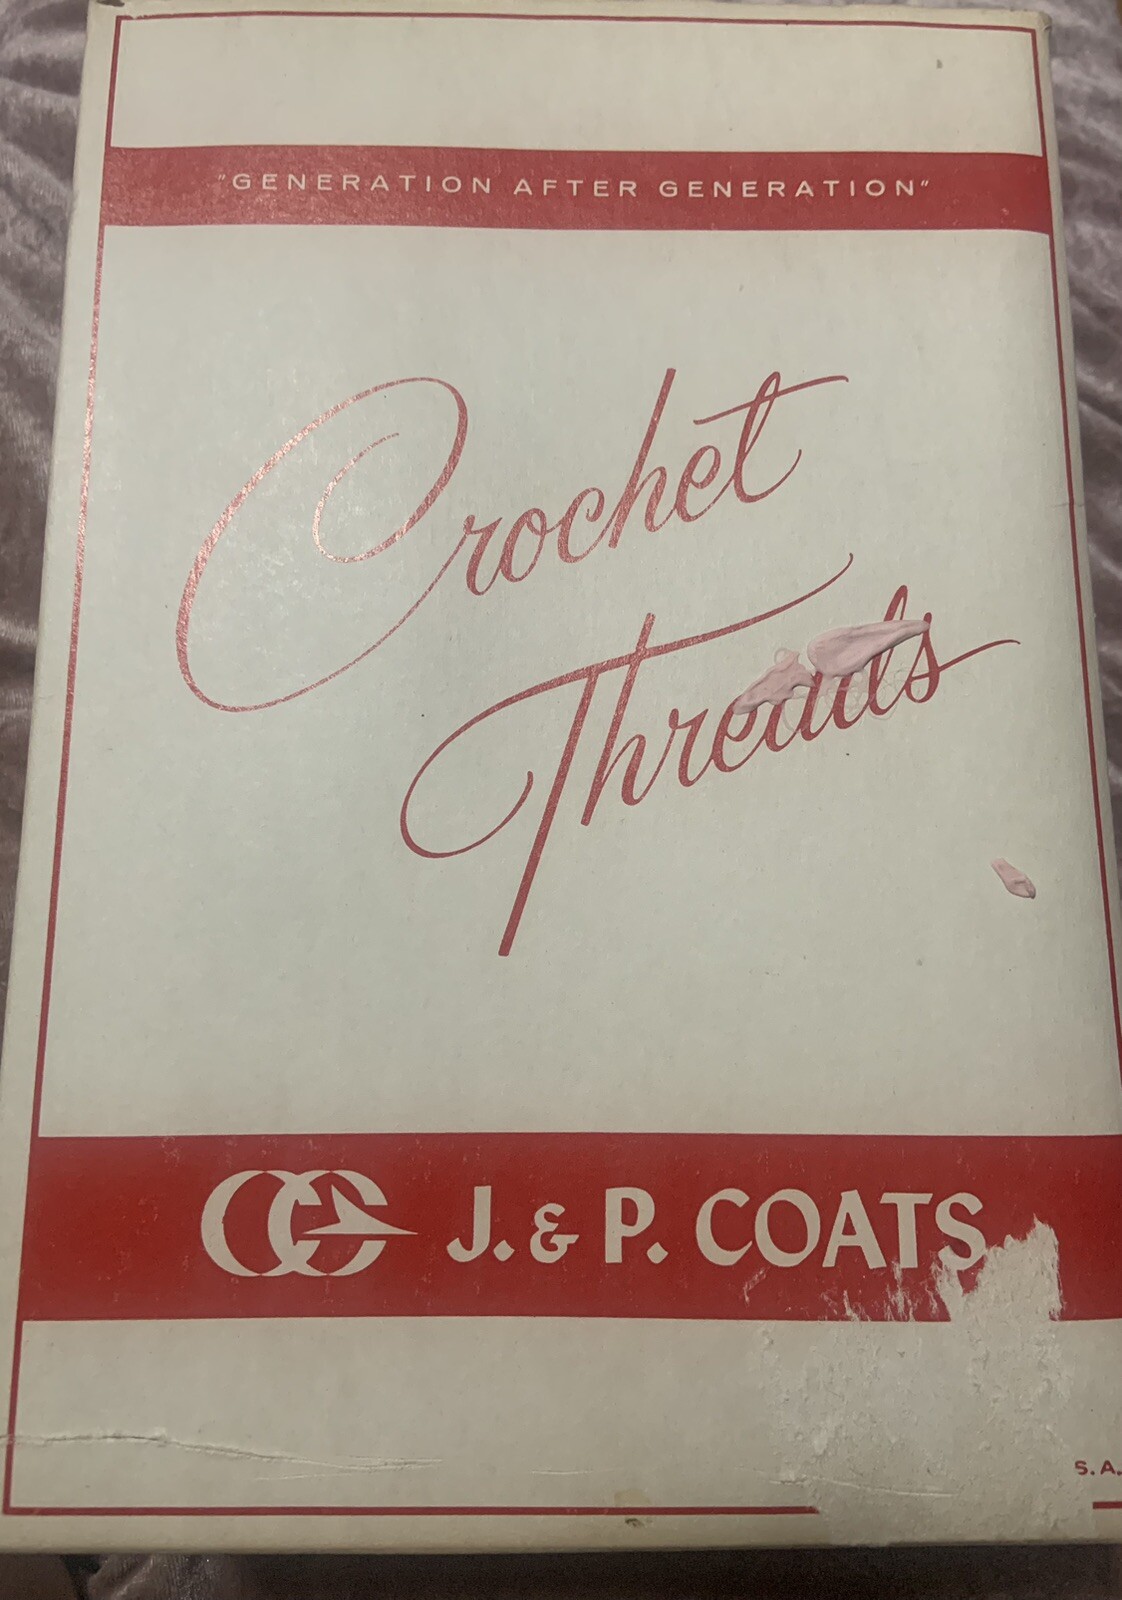 "GENERATION AFTER GENERATION"
Crochet
Threads
J. & P. COATS
S. A.